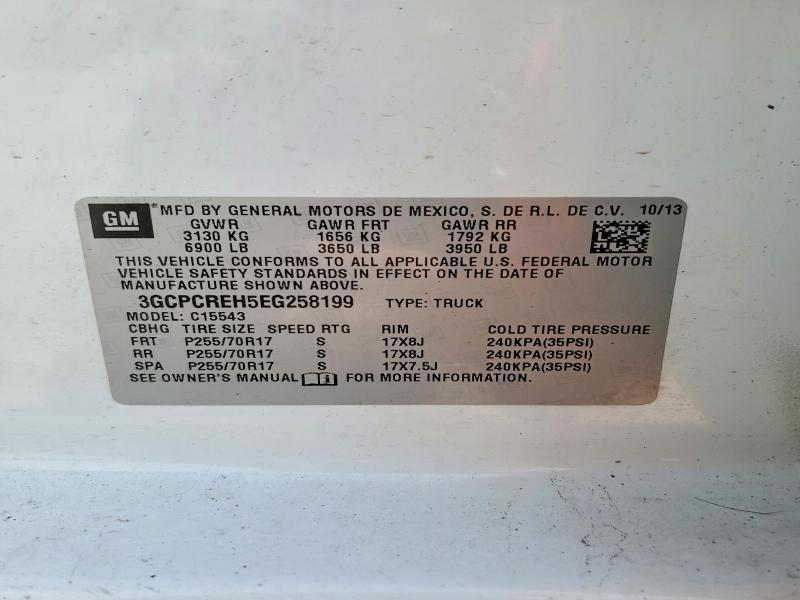 GM ® MFD BY GENERAL MOTORS DE MEXICO, S. DE R.L. DE C.V. 10/13
GVWR GAWR FRT GAWR RR
3130 KG 1656 KG 1792 KG
6900 LB 3650 LB 3950 LB
THIS VEHICLE CONFORMS TO ALL APPLICABLE U.S. FEDERAL MOTOR
VEHICLE SAFETY STANDARDS IN EFFECT ON THE DATE OF
MANUFACTURE SHOWN ABOVE.
3GCPCREH5EG258199 TYPE: TRUCK
MODEL: C15543
CBHG TIRE SIZE SPEED RTG RIM COLD TIRE PRESSURE
FRT P255/70R17 S 17X8J 240KPA(35PSI)
RR P255/70R17 S 17X8J 240KPA(35PSI)
SPA P255/70R17 S 17X7.5J 240KPA(35PSI)
SEE OWNER'S MANUAL FOR MORE INFORMATION.